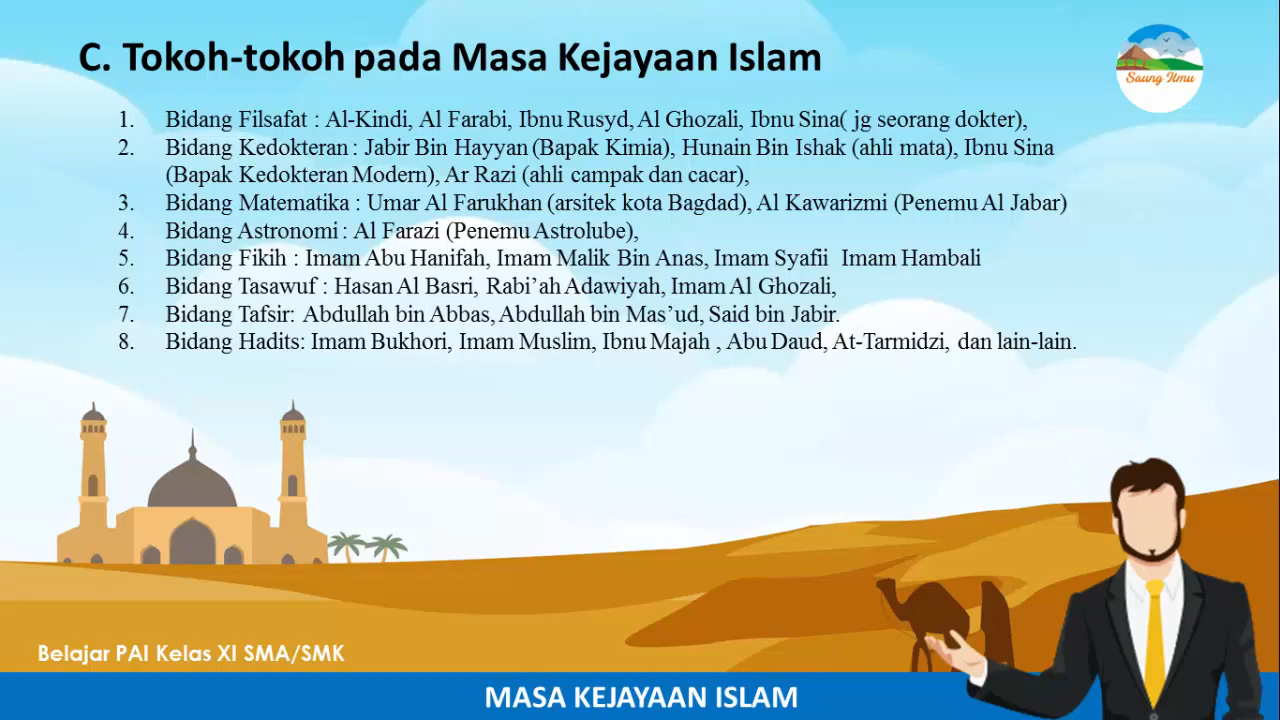 C. Tokoh-tokoh pada Masa Kejayaan Islam
Saung Ilmu
1. Bidang Filsafat : Al-Kindi, Al Farabi, Ibnu Rusyd, Al Ghozali, Ibnu Sina( jg seorang dokter),
2. Bidang Kedokteran : Jabir Bin Hayyan (Bapak Kimia), Hunain Bin Ishak (ahli mata), Ibnu Sina
(Bapak Kedokteran Modern), Ar Razi (ahli campak dan cacar),
3. Bidang Matematika : Umar Al Farukhan (arsitek kota Bagdad), Al Kawarizmi (Penemu Al Jabar)
4. Bidang Astronomi : Al Farazi (Penemu Astrolube),
5. Bidang Fikih : Imam Abu Hanifah, Imam Malik Bin Anas, Imam Syafii  Imam Hambali
6. Bidang Tasawuf : Hasan Al Basri, Rabi’ah Adawiyah, Imam Al Ghozali,
7. Bidang Tafsir: Abdullah bin Abbas, Abdullah bin Mas’ud, Said bin Jabir.
8. Bidang Hadits: Imam Bukhori, Imam Muslim, Ibnu Majah , Abu Daud, At-Tarmidzi, dan lain-lain.
Belajar PAI Kelas XI SMA/SMK
MASA KEJAYAAN ISLAM